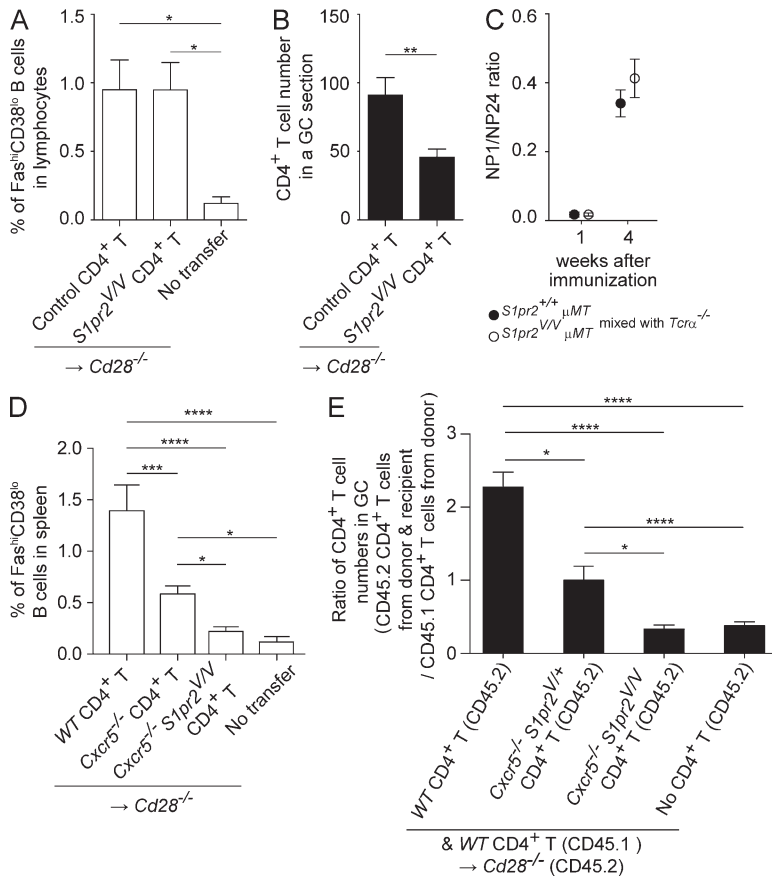 A
% of FasʰⁱCD38ˡᵒ B cells
in lymphocytes
1.5
1.0
0.5
0.0
*
*
Control CD4⁺ T
S1pr2ⱽ/ⱽ CD4⁺ T
No transfer
→ Cd28⁻/⁻
B
CD4⁺ T cell number
in a GC section
150
100
50
0
**
Control CD4⁺ T
S1pr2ⱽ/ⱽ CD4⁺ T
→ Cd28⁻/⁻
C
NP1/NP24 ratio
0.6
0.4
0.2
0.0
1 4
weeks after
immunization
● S1pr2⁺/⁺ μMT
○ S1pr2ⱽ/ⱽ μMT
mixed with Tcrα⁻/⁻
D
% of FasʰⁱCD38ˡᵒ
B cells in spleen
2.0
1.5
1.0
0.5
0.0
****
****
***
*
*
WT CD4⁺ T
Cxcr5⁻/⁻ CD4⁺ T
Cxcr5⁻/⁻ S1pr2ⱽ/ⱽ
CD4⁺ T
No transfer
→ Cd28⁻/⁻
E
Ratio of CD4⁺ T cell
numbers in GC
(CD45.2 CD4⁺ T cells
from donor & recipient
/ CD45.1 CD4⁺ T cells from donor)
3
2
1
0
****
****
*
****
*
WT CD4⁺ T (CD45.2)
Cxcr5⁻/⁻ S1pr2ⱽ/⁺
CD4⁺ T (CD45.2)
Cxcr5⁻/⁻ S1pr2ⱽ/ⱽ
CD4⁺ T (CD45.2)
No CD4⁺ T (CD45.2)
& WT CD4⁺ T (CD45.1 )
→ Cd28⁻/⁻ (CD45.2)